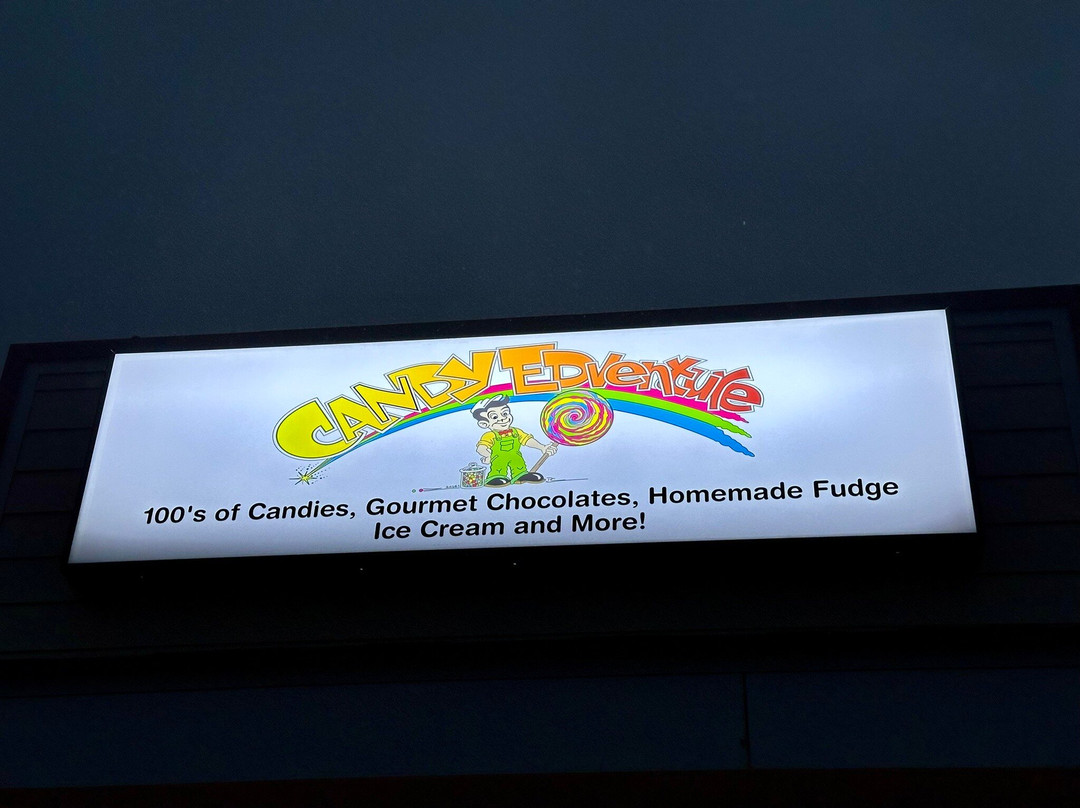 CANDY EDventure
100's of Candies, Gourmet Chocolates, Homemade Fudge
Ice Cream and More!